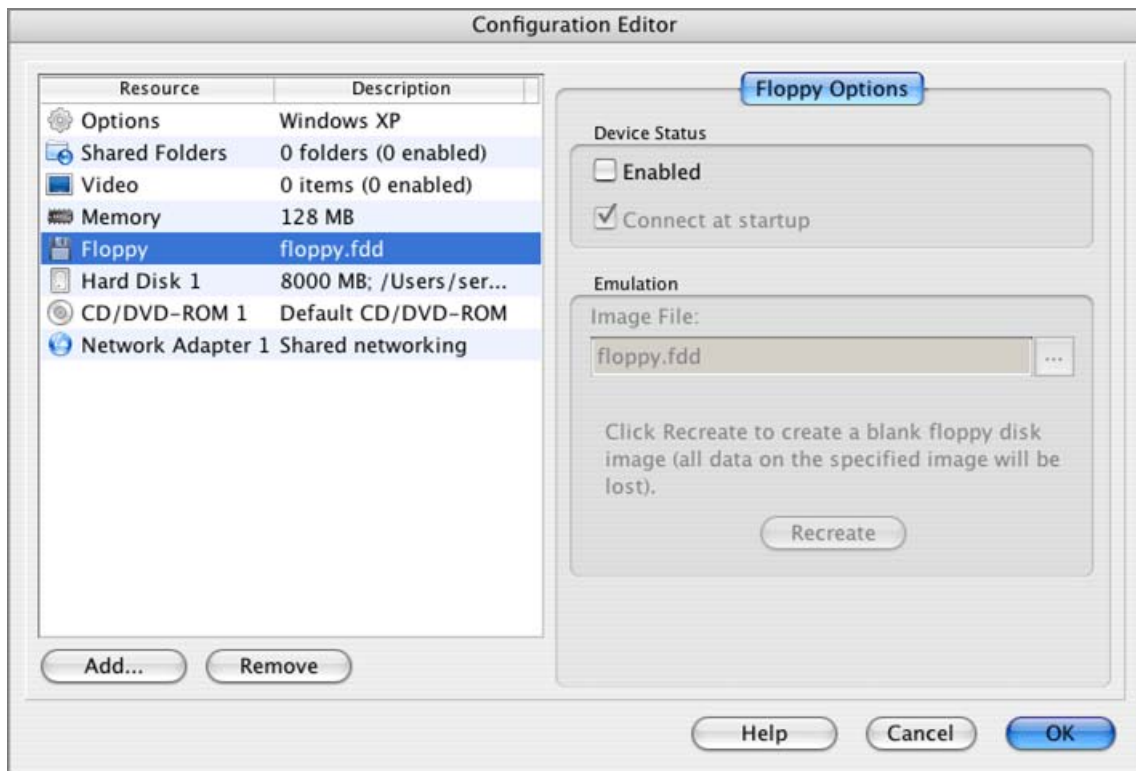 Configuration Editor
Resource Description
Options Windows XP
Shared Folders 0 folders (0 enabled)
Video 0 items (0 enabled)
Memory 128 MB
Floppy floppy.fdd
Hard Disk 1 8000 MB; /Users/ser...
CD/DVD-ROM 1 Default CD/DVD-ROM
Network Adapter 1 Shared networking
Add... Remove
Floppy Options
Device Status
Enabled
Connect at startup
Emulation
Image File:
floppy.fdd ...
Click Recreate to create a blank floppy disk
image (all data on the specified image will be
lost).
Recreate
Help Cancel OK